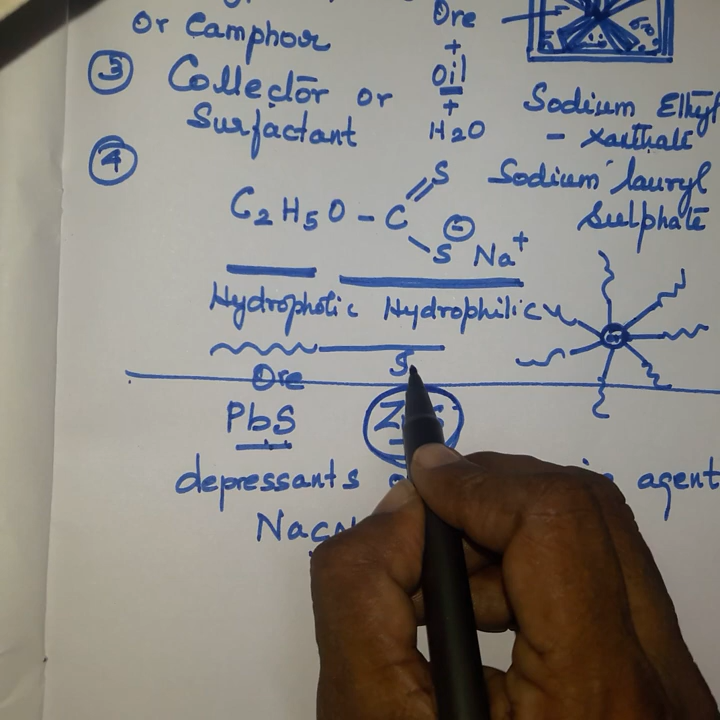 or Camphor
Ore
+
③ Collector or
Surfactant
Oil
+
H2O
Sodium Ethyl
- Xanthate
Sodium lauryl
Sulphate
④
S
C2H5O - C
S ⊖ Na+
Hydrophobic Hydrophilic
S
Ore
PbS
depressants
agent
NaCN